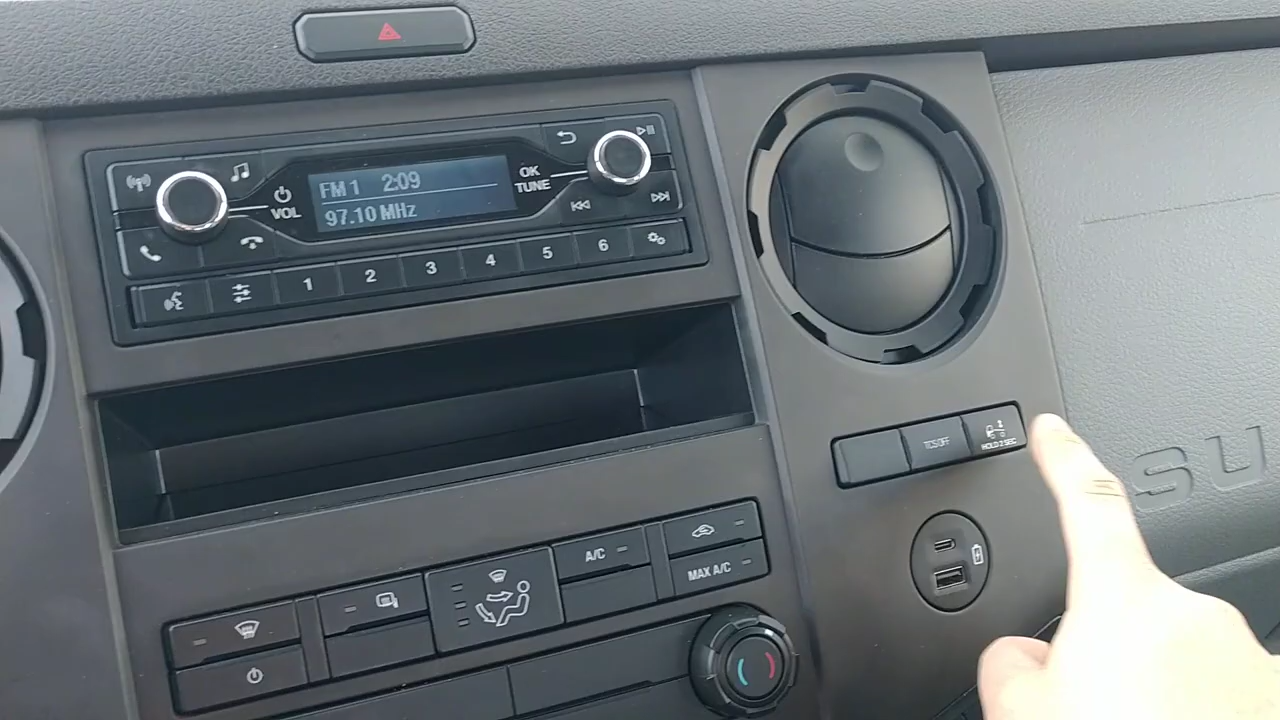 FM 1 2:09
97.10 MHz
VOL
OK
TUNE
1 2 3 4 5 6
TCS OFF
HOLD 2 SEC
A/C
MAX A/C
SU